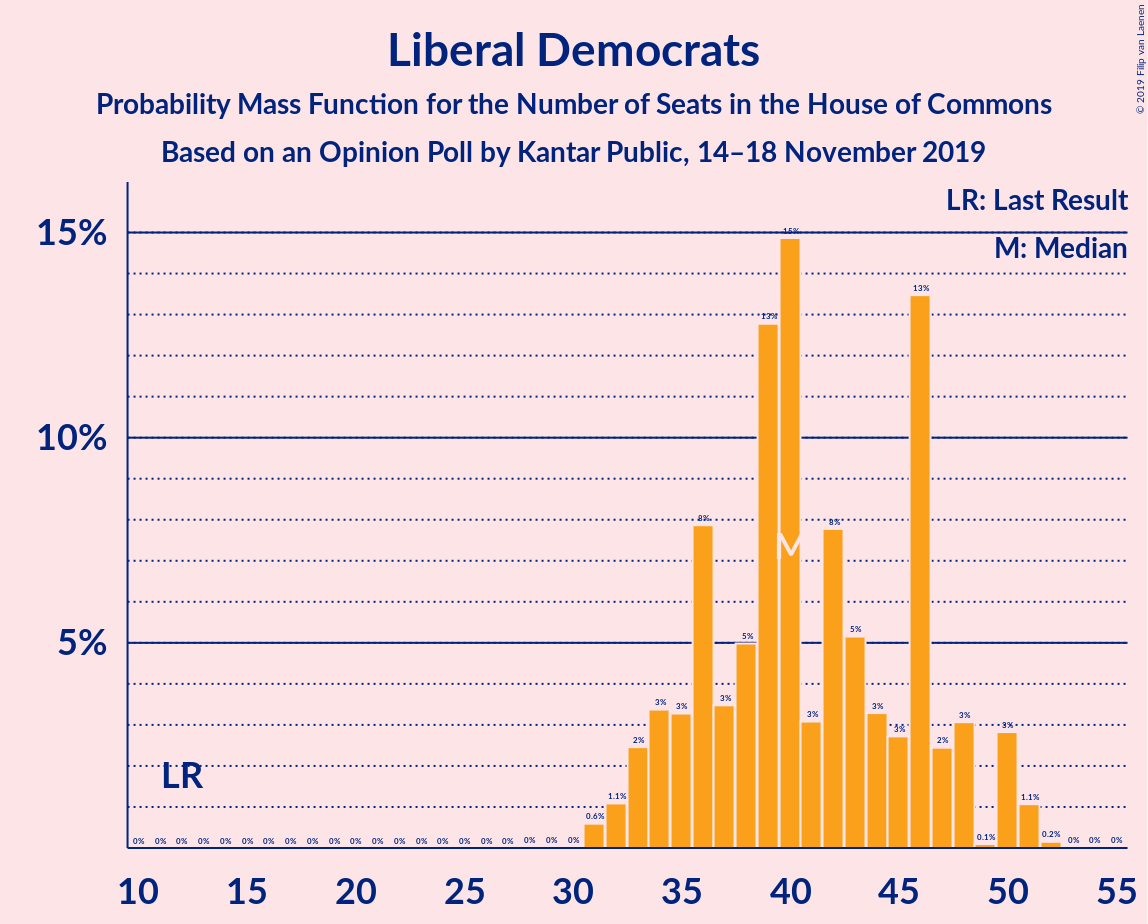 © 2019 Filip van Laenen
Liberal Democrats
Probability Mass Function for the Number of Seats in the House of Commons
Based on an Opinion Poll by Kantar Public, 14–18 November 2019
LR: Last Result
M: Median
15%
10%
5%
15%
13%
13%
8%
8%
5%
5%
3%
3%
3%
3%
3%
3%
3%
3%
2%
2%
1.1%
1.1%
0.6%
0.1%
0.2%
M
LR
0% 0% 0% 0% 0% 0% 0% 0% 0% 0% 0% 0% 0% 0% 0% 0% 0% 0% 0% 0% 0% 0% 0% 0%
10 15 20 25 30 35 40 45 50 55